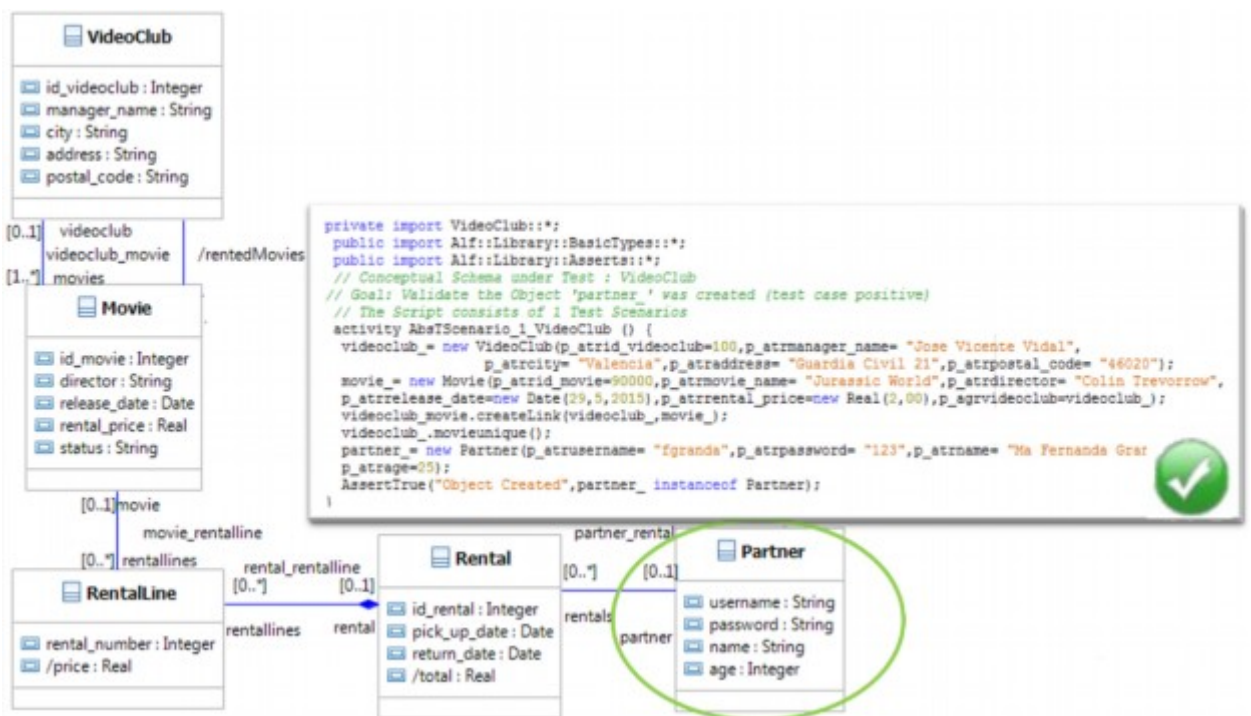 VideoClub
id_videoclub : Integer
manager_name : String
city : String
address : String
postal_code : String
[0..1] videoclub
videoclub_movie /rentedMovies
[1..*] movies
Movie
id_movie : Integer
director : String
release_date : Date
rental_price : Real
status : String
private import VideoClub::*;
public import Alf::Library::BasicTypes::*;
public import Alf::Library::Asserts::*;
// Conceptual Schema under Test : VideoClub
// Goal: Validate the Object 'partner_' was created (test case positive)
// The Script consists of 1 Test Scenarios
activity AbsTScenario_1_VideoClub () {
videoclub_= new VideoClub(p_atrid_videoclub=100,p_atrmanager_name= "Jose Vicente Vidal",
p_atrcity= "Valencia",p_atraddress= "Guardia Civil 21",p_atrpostal_code= "46020");
movie_= new Movie(p_atrid_movie=90000,p_atrmovie_name= "Jurassic World",p_atrdirector= "Colin Trevorrow",
p_atrrelease_date=new Date(29,5,2015),p_atrrental_price=new Real(2,00),p_agrvideoclub=videoclub_);
videoclub_movie.createLink(videoclub_,movie_);
videoclub_.movieunique();
partner_= new Partner(p_atrusername= "fgranda",p_atrpassword= "123",p_atrname= "Ma Fernanda Gran
p_atrage=25);
AssertTrue("Object Created",partner_ instanceof Partner);
}
[0..1] movie
movie_rentalline
[0..*] rentallines
RentalLine
rental_number : Integer
/price : Real
rental_rentalline
[0..*] [0..1]
rentallines rental
Rental
id_rental : Integer
pick_up_date : Date
return_date : Date
/total : Real
partner_rental
[0..*] [0..1]
rentals
partner
Partner
username : String
password : String
name : String
age : Integer